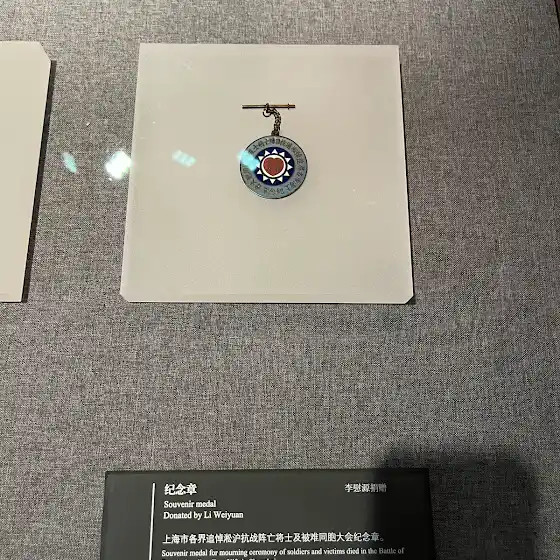 纪念章 李慰源捐赠
Souvenir medal
Donated by Li Weiyuan
上海市各界追悼淞沪抗战阵亡将士及被难同胞大会纪念章。
Souvenir medal for mourning ceremony of soldiers and victims died in the Battle of